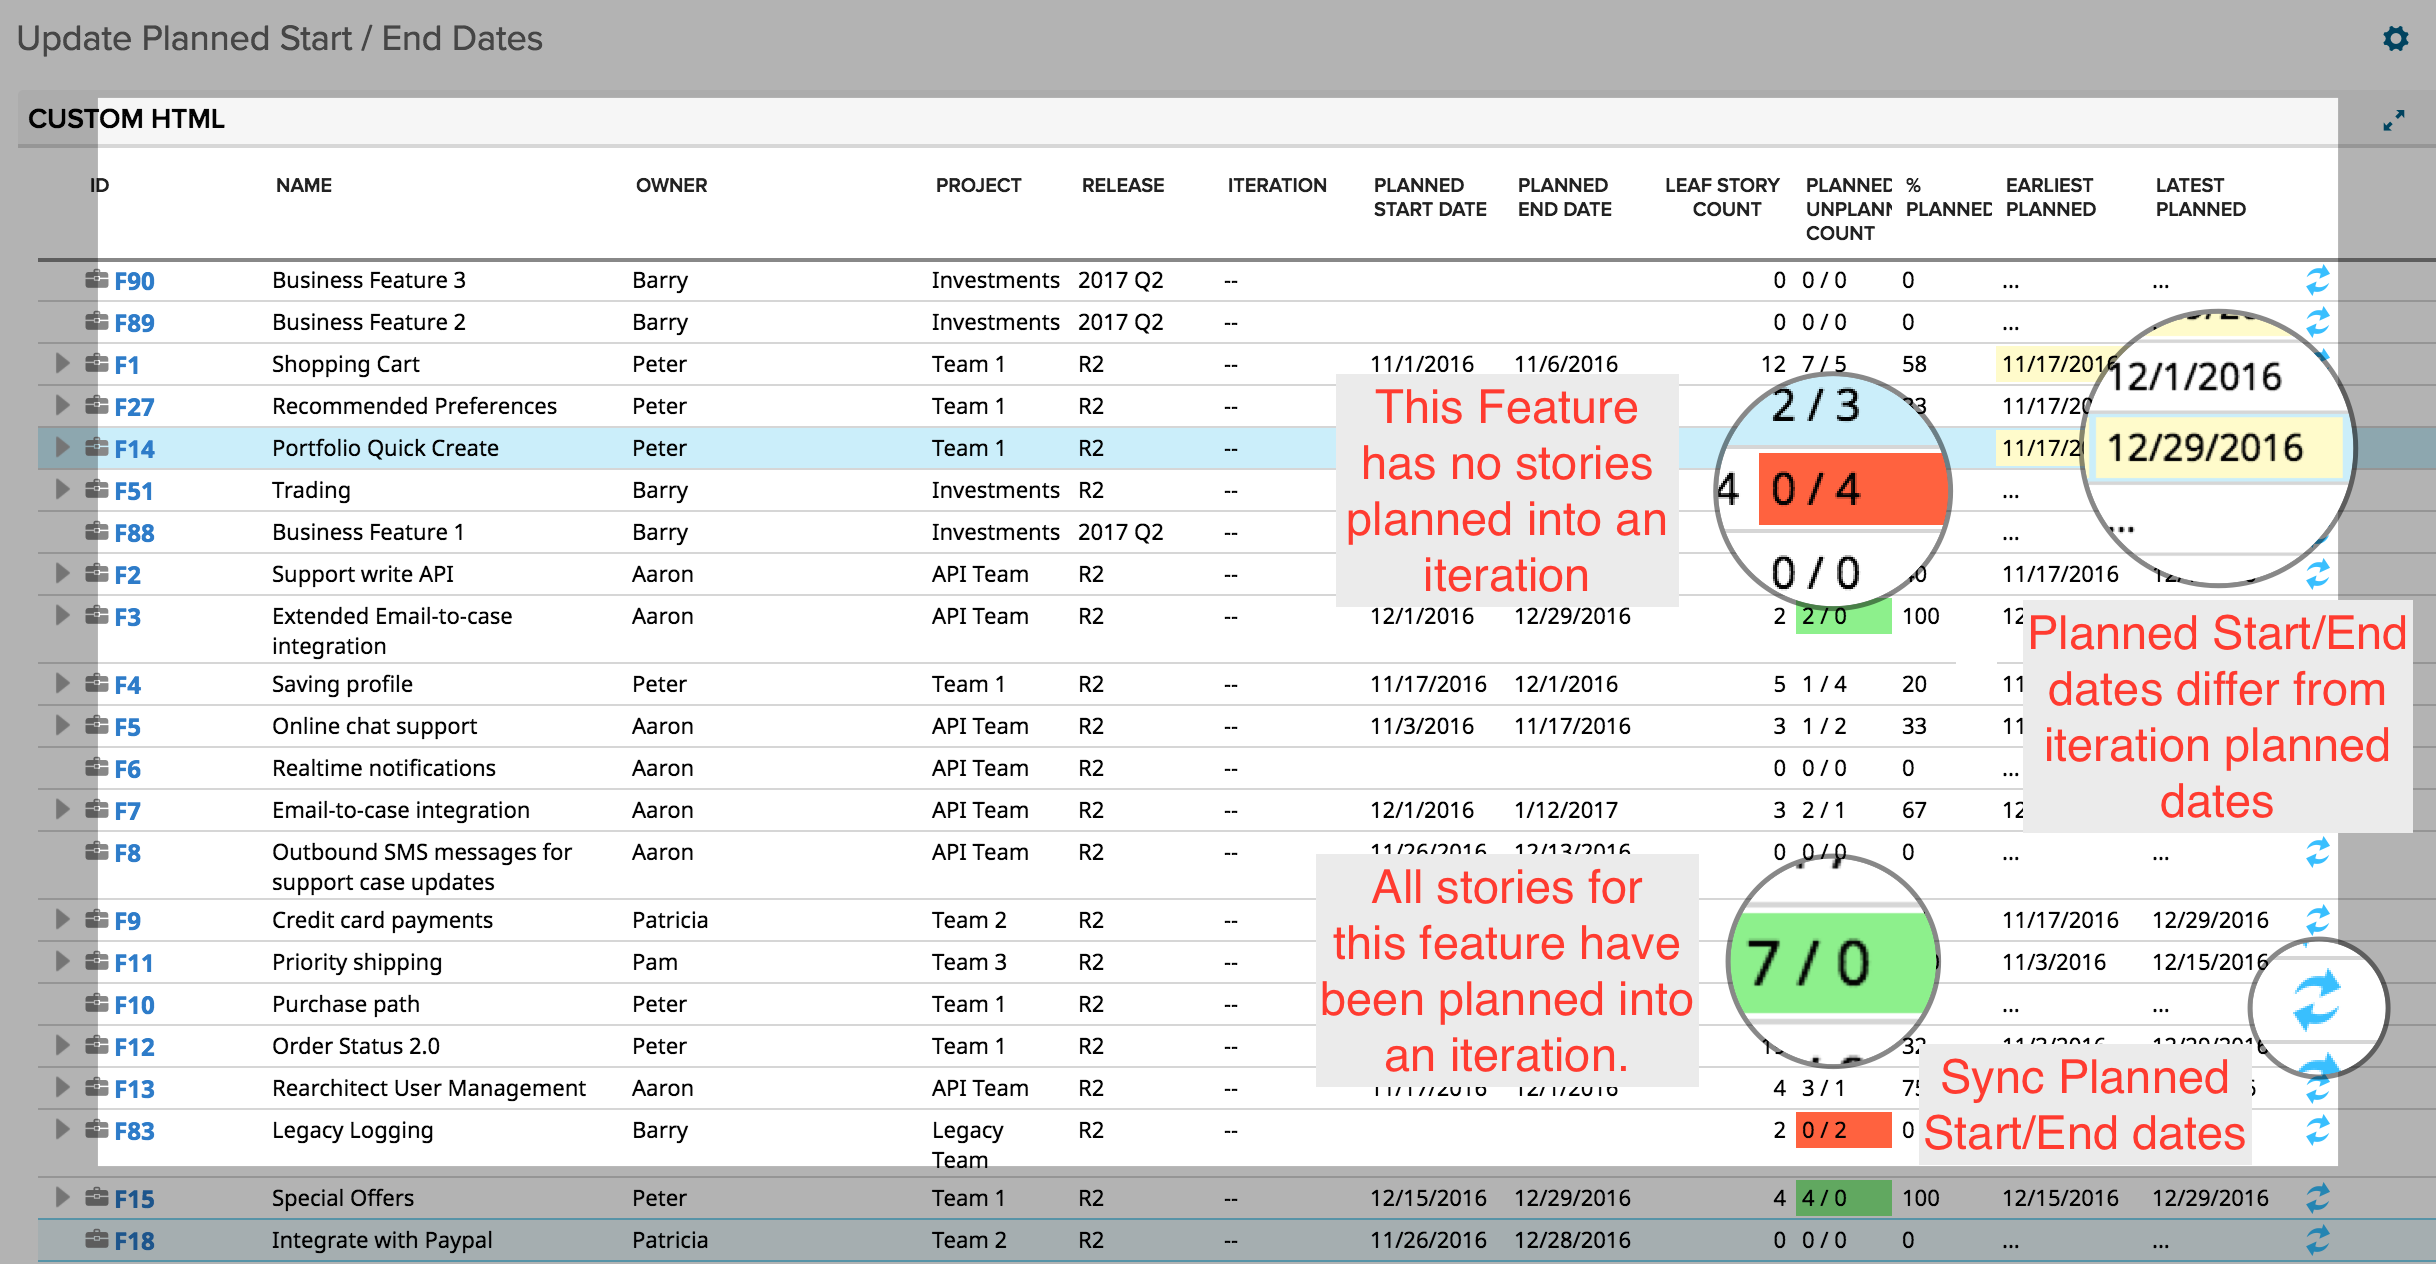 Update Planned Start / End Dates
CUSTOM HTML
ID NAME OWNER PROJECT RELEASE ITERATION PLANNED START DATE PLANNED END DATE LEAF STORY COUNT PLANNED UNPLANN COUNT % PLANNED EARLIEST PLANNED LATEST PLANNED
F90 Business Feature 3 Barry Investments 2017 Q2 -- 0 0 / 0 0 ... ...
F89 Business Feature 2 Barry Investments 2017 Q2 -- 0 0 / 0 0 ...
F1 Shopping Cart Peter Team 1 R2 -- 11/1/2016 11/6/2016 12 7 / 5 58 11/17/2016
12/1/2016
F27 Recommended Preferences Peter Team 1 R2 -- 11/17/20
2 / 3
F14 Portfolio Quick Create Peter Team 1 R2 -- 11/17/20
12/29/2016
F51 Trading Barry Investments R2 -- 4 0 / 4 ...
...
F88 Business Feature 1 Barry Investments 2017 Q2 -- 0 / 0 ...
This Feature
has no stories
planned into an
iteration
F2 Support write API Aaron API Team R2 -- 11/17/2016
F3 Extended Email-to-case integration Aaron API Team R2 -- 12/1/2016 12/29/2016 2 2 / 0 100 12
Planned Start/End
dates differ from
iteration planned
dates
F4 Saving profile Peter Team 1 R2 -- 11/17/2016 12/1/2016 5 1 / 4 20 11
F5 Online chat support Aaron API Team R2 -- 11/3/2016 11/17/2016 3 1 / 2 33 11
F6 Realtime notifications Aaron API Team R2 -- 0 0 / 0 0 ...
F7 Email-to-case integration Aaron API Team R2 -- 12/1/2016 1/12/2017 3 2 / 1 67 12
F8 Outbound SMS messages for support case updates Aaron API Team R2 -- 11/26/2016 12/13/2016 0 0 / 0 0 ... ...
All stories for
this feature have
been planned into
an iteration.
F9 Credit card payments Patricia Team 2 R2 -- 11/17/2016 12/29/2016
F11 Priority shipping Pam Team 3 R2 -- 7 / 0 11/3/2016 12/15/2016
F10 Purchase path Peter Team 1 R2 -- ... ...
F12 Order Status 2.0 Peter Team 1 R2 -- 32
F13 Rearchitect User Management Aaron API Team R2 -- 11/17/2016 12/1/2016 4 3 / 1
Sync Planned
Start/End dates
F83 Legacy Logging Barry Legacy Team R2 -- 2 0 / 2 0
F15 Special Offers Peter Team 1 R2 -- 12/15/2016 12/29/2016 4 4 / 0 100 12/15/2016 12/29/2016
F18 Integrate with Paypal Patricia Team 2 R2 -- 11/26/2016 12/28/2016 0 0 / 0 0 ... ...